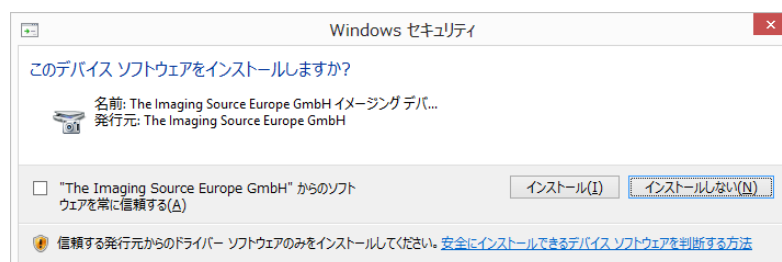 Windows セキュリティ
このデバイス ソフトウェアをインストールしますか?
名前: The Imaging Source Europe GmbH イメージング デバ...
発行元: The Imaging Source Europe GmbH
"The Imaging Source Europe GmbH" からのソフト
ウェアを常に信頼する(A)
インストール(I)
インストールしない(N)
信頼する発行元からのドライバー ソフトウェアのみをインストールしてください。安全にインストールできるデバイス ソフトウェアを判断する方法